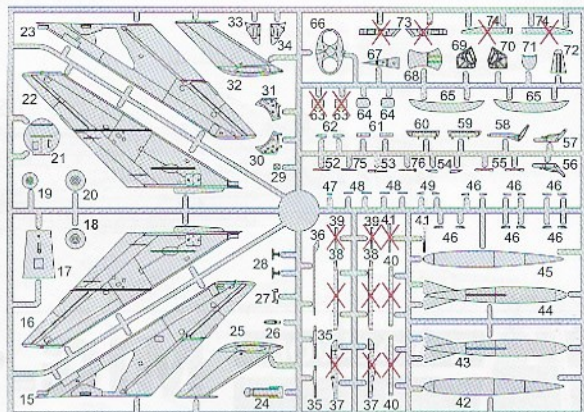 23 33 66 73 74 74
34 67 68 69 70 71 72
32
22 31 65 65
63 62 63 64 61 64 60 59 58 57
30
21 29 52 75 53 76 54 55 56
19 20 47 48 48 49 46 46 46
18 36 39 39 41 41 46 46 46 46
17 28 38 38 40 45
27 44
16 26 35
25 43
15 24 35 37 37 40 42